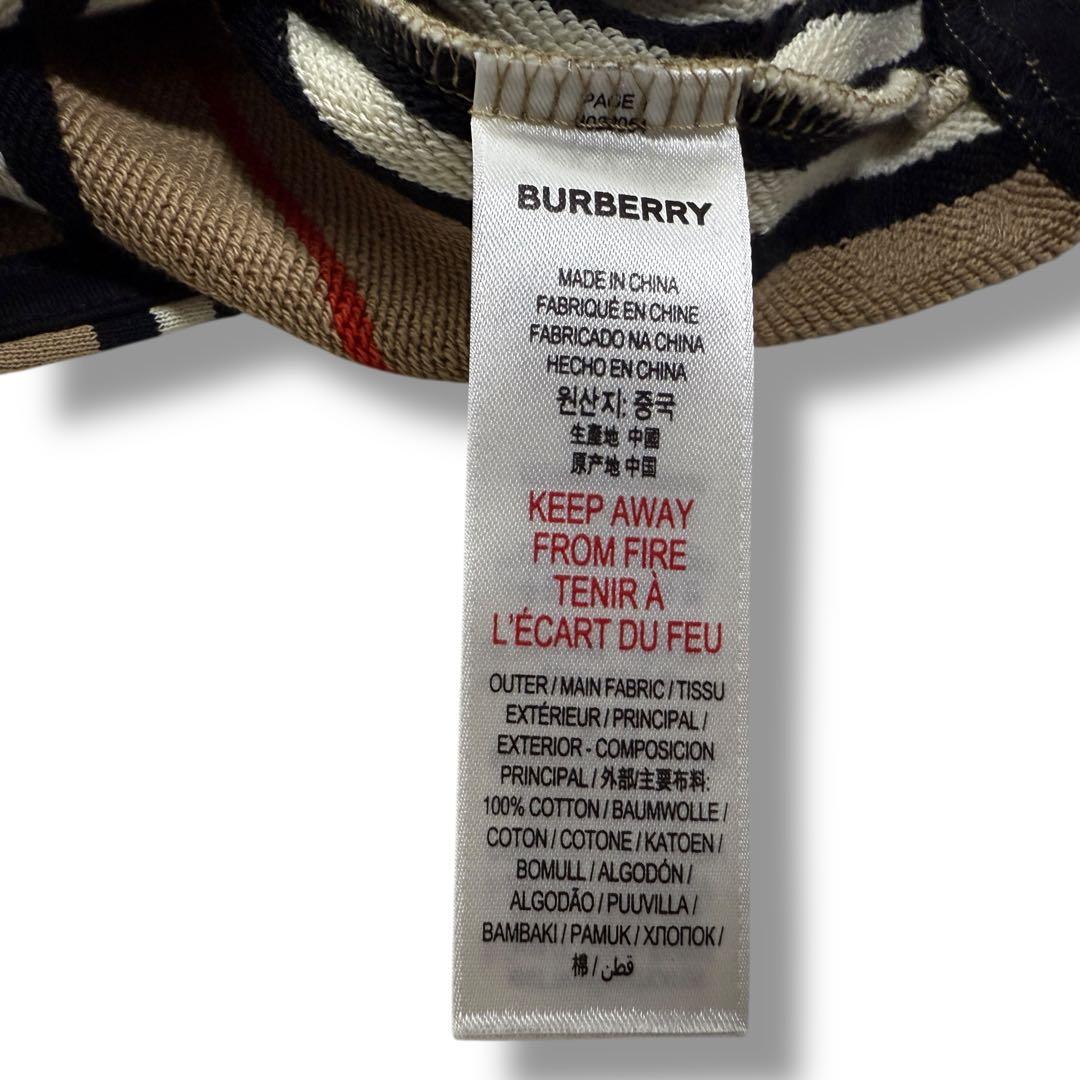 PAGE
BURBERRY
MADE IN CHINA
FABRIQUÉ EN CHINE
FABRICADO NA CHINA
HECHO EN CHINA
원산지: 중국
生產地 中國
原产地 中国
KEEP AWAY
FROM FIRE
TENIR À
L'ÉCART DU FEU
OUTER / MAIN FABRIC / TISSU
EXTÉRIEUR / PRINCIPAL /
EXTERIOR - COMPOSICION
PRINCIPAL / 外部/主要布料:
100% COTTON / BAUMWOLLE /
COTON / COTONE / KATOEN /
BOMULL / ALGODÓN /
ALGODÃO / PUUVILLA /
BAMBAKI / PAMUK / ХЛОПОК /
棉 / قطن